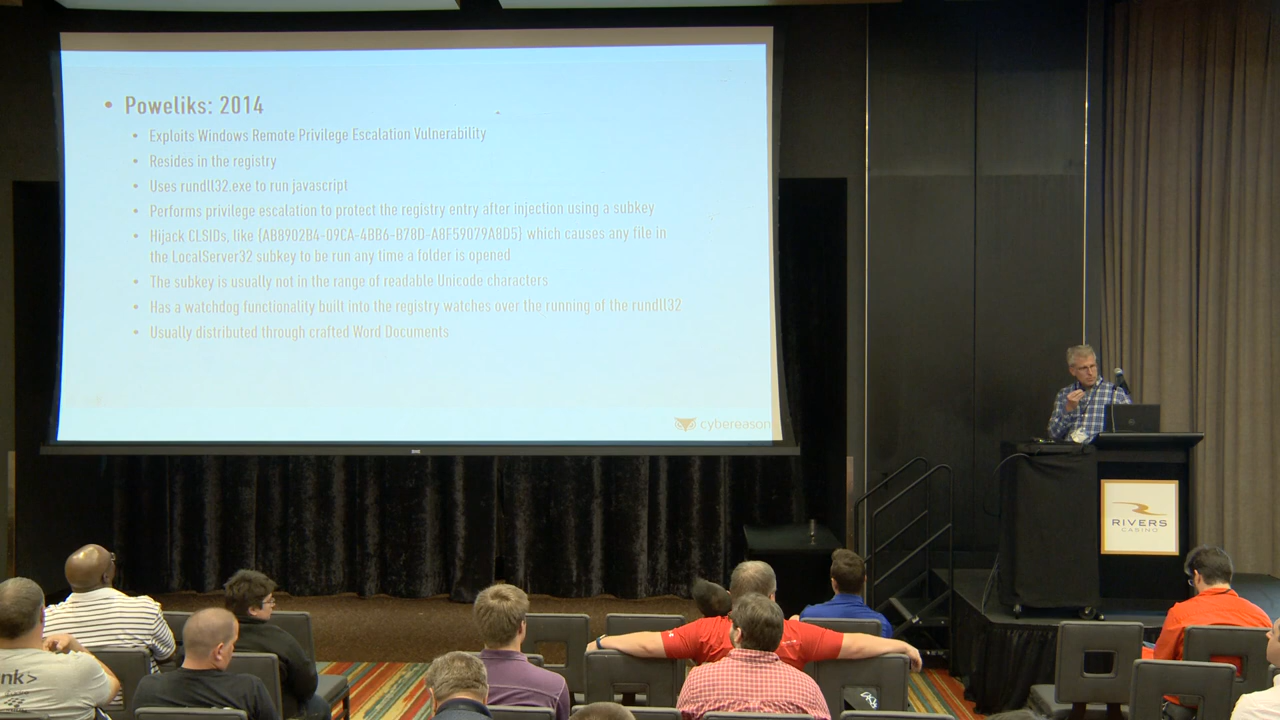 • Poweliks: 2014
• Exploits Windows Remote Privilege Escalation Vulnerability
• Resides in the registry
• Uses rundll32.exe to run javascript
• Performs privilege escalation to protect the registry entry after injection using a subkey
• Hijack CLSIDs, like {AB8902B4-09CA-4BB6-B78D-A8F59079A8D5} which causes any file in
the LocalServer32 subkey to be run any time a folder is opened
• The subkey is usually not in the range of readable Unicode characters
• Has a watchdog functionality built into the registry watches over the running of the rundll32
• Usually distributed through crafted Word Documents
cybereason
RIVERS
CASINO
nk>